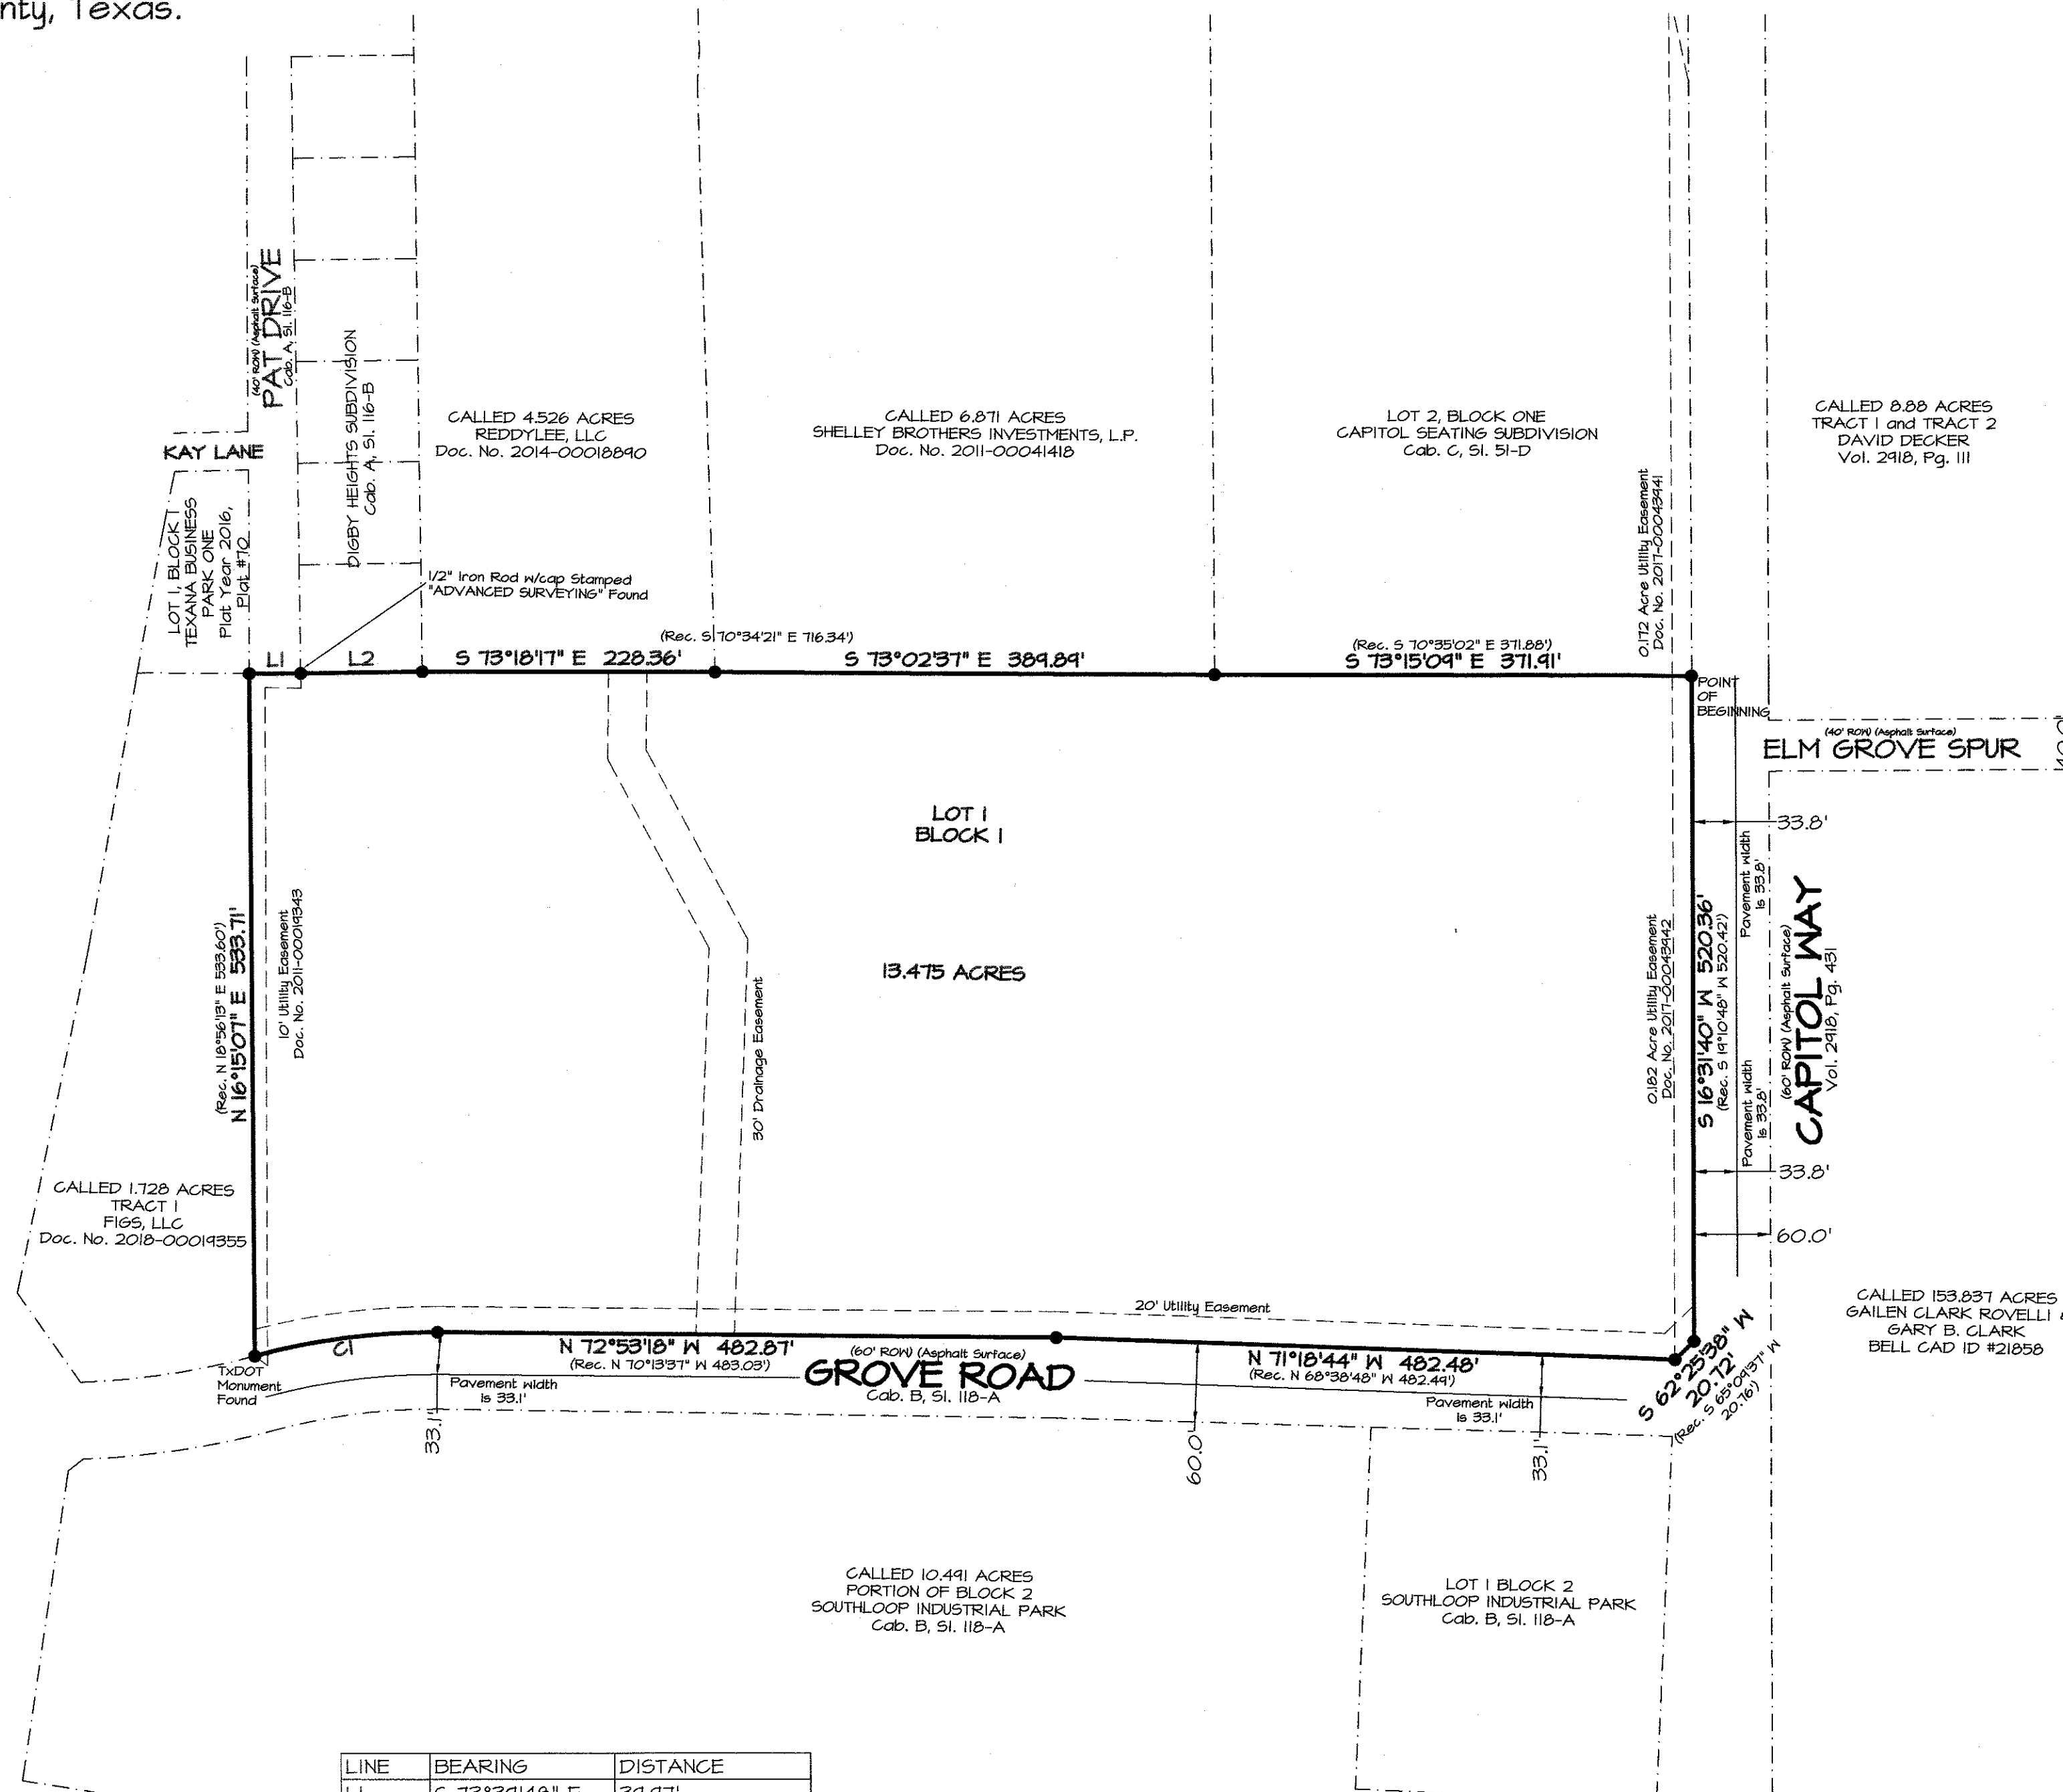 nty, Texas.
(40' ROW) (Asphalt Surface)
PAT DRIVE
Cab. A, Sl. 116-B
DIGBY HEIGHTS SUBDIVISION
Cab. A, Sl. 116-B
KAY LANE
LOT 1, BLOCK 1
TEXANA BUSINESS
PARK ONE
Plat Year 2016,
Plat #70
CALLED 4.526 ACRES
REDDYLEE, LLC
Doc. No. 2014-00018890
CALLED 6.871 ACRES
SHELLEY BROTHERS INVESTMENTS, L.P.
Doc. No. 2011-00041418
LOT 2, BLOCK ONE
CAPITOL SEATING SUBDIVISION
Cab. C, Sl. 51-D
0.172 Acre Utility Easement
Doc. No. 2017-00043941
CALLED 8.88 ACRES
TRACT 1 and TRACT 2
DAVID DECKER
Vol. 2918, Pg. 111
1/2" Iron Rod w/cap Stamped
"ADVANCED SURVEYING" Found
L1
L2
(Rec. S 70°34'21" E 716.34')
S 73°18'17" E 228.36'
S 73°02'37" E 389.89'
(Rec. S 70°35'02" E 371.88')
S 73°15'09" E 371.91'
POINT
OF
BEGINNING
(40' ROW) (Asphalt Surface)
ELM GROVE SPUR
40.0'
LOT 1
BLOCK 1
13.475 ACRES
(Rec. N 18°56'13" E 533.60')
N 16°15'07" E 533.71'
10' Utility Easement
Doc. No. 2011-00019343
30' Drainage Easement
0.182 Acre Utility Easement
Doc. No. 2017-00043942
S 16°31'40" W 520.36'
(Rec. S 19°10'48" W 520.42')
33.8'
Pavement width
is 33.8'
Pavement width
is 33.8'
33.8'
60.0'
(60' ROW) (Asphalt Surface)
CAPITOL WAY
Vol. 2918, Pg. 431
CALLED 1.728 ACRES
TRACT 1
FIGS, LLC
Doc. No. 2018-00019355
CALLED 153.837 ACRES
GAILEN CLARK ROVELLI &
GARY B. CLARK
BELL CAD ID #21858
20' Utility Easement
C1
TxDOT
Monument
Found
N 72°53'18" W 482.87'
(Rec. N 70°13'37" W 483.03')
(60' ROW) (Asphalt Surface)
GROVE ROAD
Cab. B, Sl. 118-A
N 71°18'44" W 482.48'
(Rec. N 68°38'48" W 482.49')
S 62°25'38" W
20.72'
(Rec. S 65°09'37" W
20.76')
Pavement width
is 33.1'
33.1'
60.0'
Pavement width
is 33.1'
33.1'
CALLED 10.491 ACRES
PORTION OF BLOCK 2
SOUTHLOOP INDUSTRIAL PARK
Cab. B, Sl. 118-A
LOT 1 BLOCK 2
SOUTHLOOP INDUSTRIAL PARK
Cab. B, Sl. 118-A
LINE BEARING DISTANCE